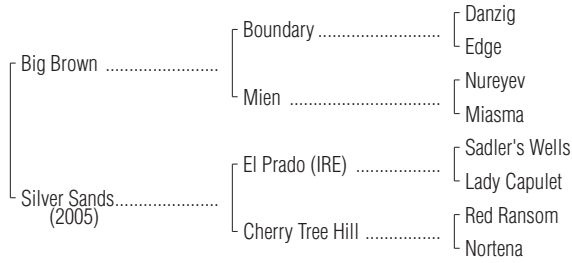 Danzig
Boundary ........................
Edge
Big Brown ......................
Nureyev
Mien ..............................
Miasma
Sadler's Wells
El Prado (IRE) .................
Lady Capulet
Silver Sands.....................
(2005)
Red Ransom
Cherry Tree Hill ...............
Nortena